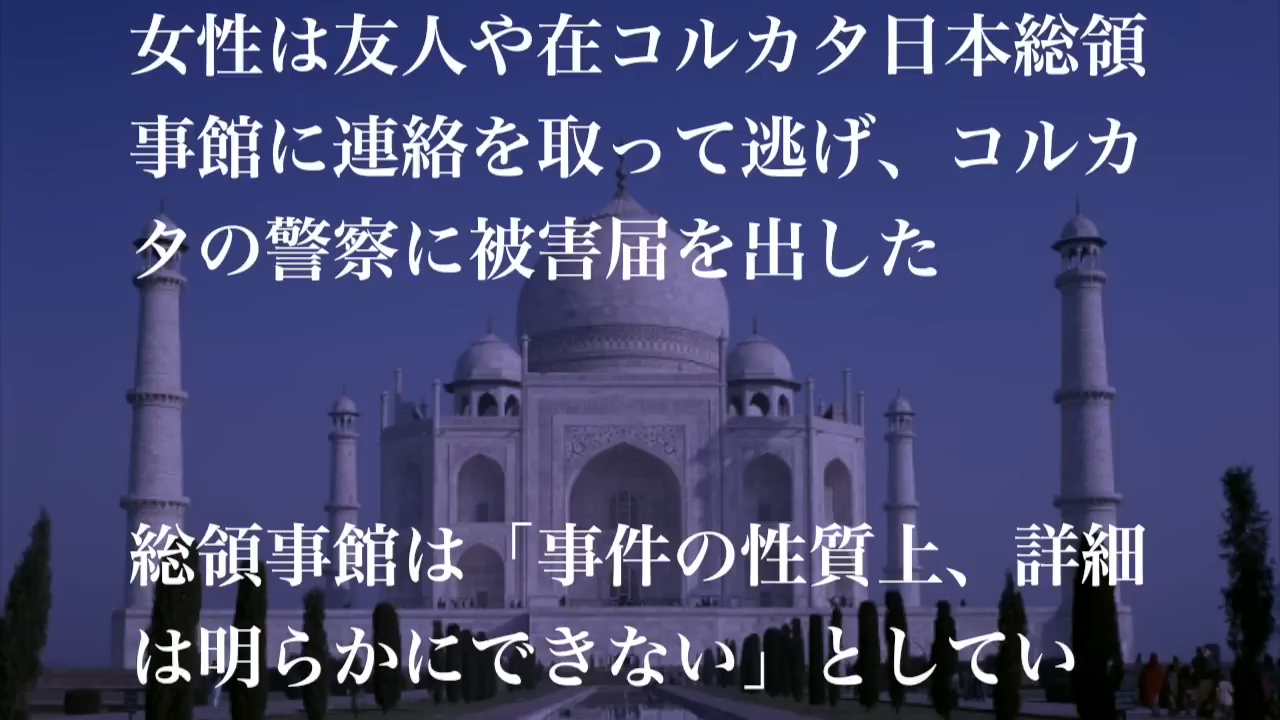 女性は友人や在コルカタ日本総領
事館に連絡を取って逃げ、コルカ
タの警察に被害届を出した
総領事館は「事件の性質上、詳細
は明らかにできない」としてい